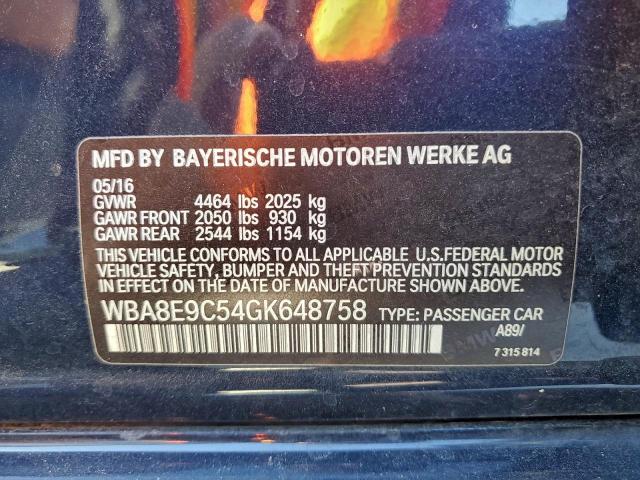 MFD BY BAYERISCHE MOTOREN WERKE AG
05/16
GVWR 4464 lbs 2025 kg
GAWR FRONT 2050 lbs 930 kg
GAWR REAR 2544 lbs 1154 kg
THIS VEHICLE CONFORMS TO ALL APPLICABLE U.S.FEDERAL MOTOR
VEHICLE SAFETY, BUMPER AND THEFT PREVENTION STANDARDS
IN EFFECT ON THE DATE OF MANUFACTURE SHOWN ABOVE.
WBA8E9C54GK648758 TYPE: PASSENGER CAR
A89/
7 315 814